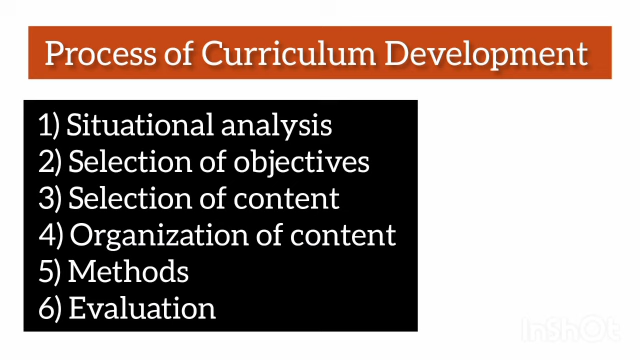 Process of Curriculum Development
1) Situational analysis
2) Selection of objectives
3) Selection of content
4) Organization of content
5) Methods
6) Evaluation
InShOt